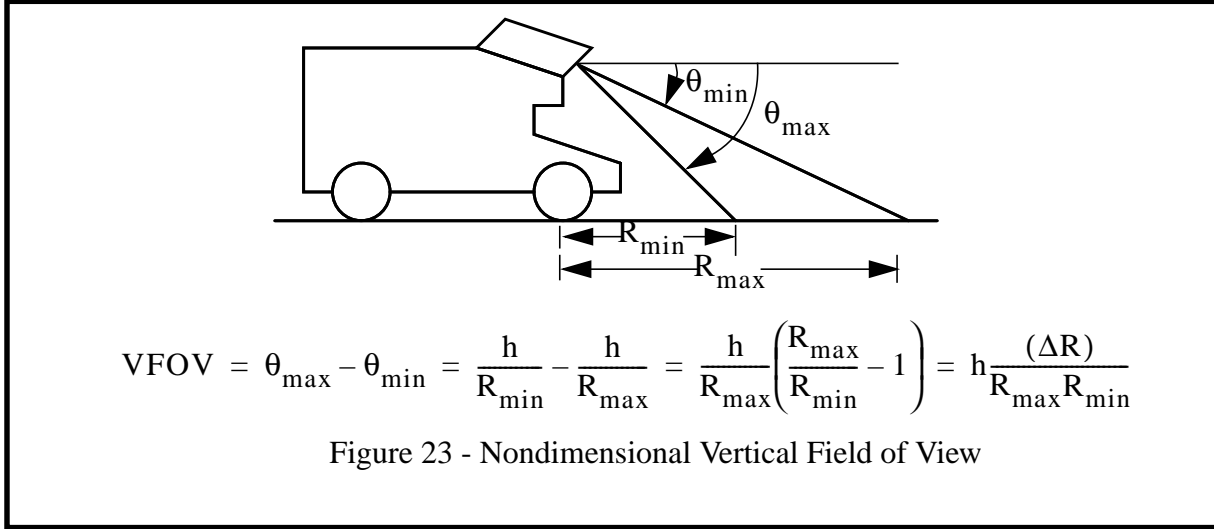 θmin
θmax
Rmin
Rmax
VFOV = θmax – θmin = h/Rmin – h/Rmax = h/Rmax (Rmax/Rmin – 1) = h (ΔR)/RmaxRmin
Figure 23 - Nondimensional Vertical Field of View